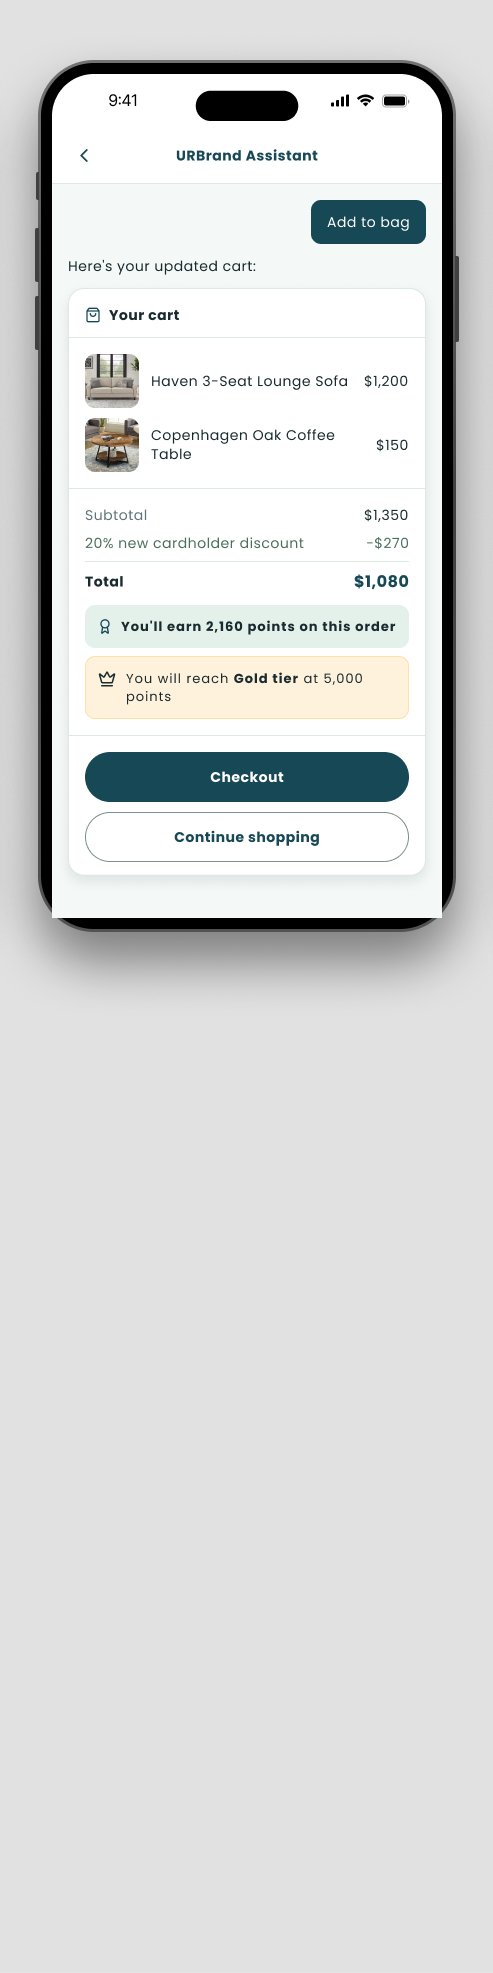 9:41
URBrand Assistant
Add to bag
Here's your updated cart:
Your cart
Haven 3-Seat Lounge Sofa $1,200
Copenhagen Oak Coffee
Table
$150
Subtotal $1,350
20% new cardholder discount -$270
Total $1,080
You'll earn 2,160 points on this order
You will reach Gold tier at 5,000
points
Checkout
Continue shopping